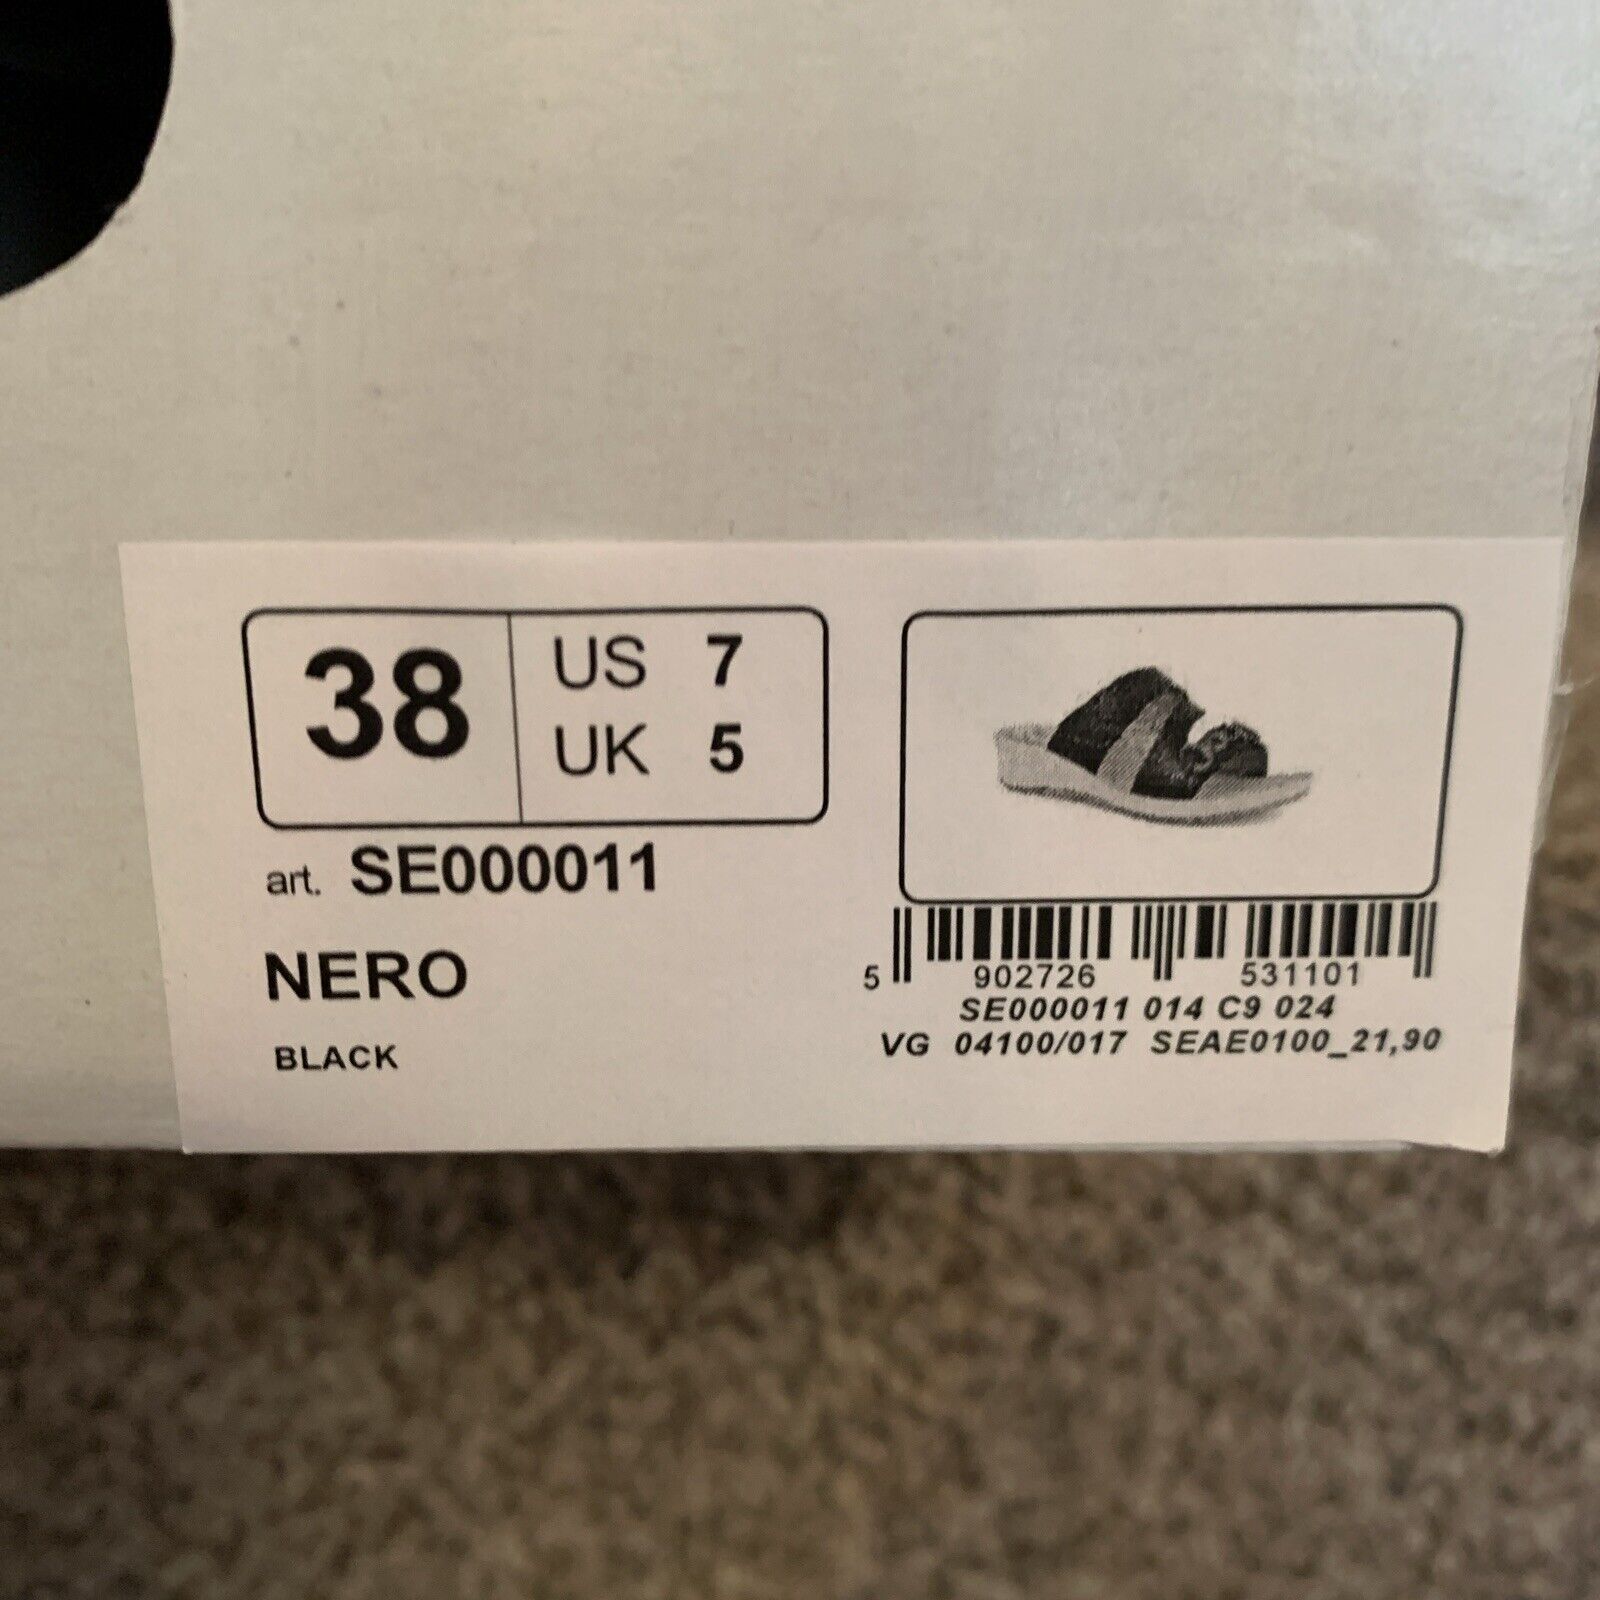 38
US 7
UK 5
art. SE000011
NERO
BLACK
5 902726 531101
SE000011 014 C9 024
VG 04100/017 SEAE0100_21,90